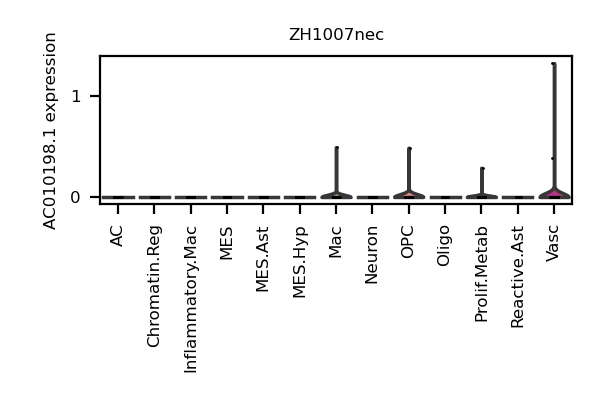 ZH1007nec
AC010198.1 expression
1
0
AC
Chromatin.Reg
Inflammatory.Mac
MES
MES.Ast
MES.Hyp
Mac
Neuron
OPC
Oligo
Prolif.Metab
Reactive.Ast
Vasc